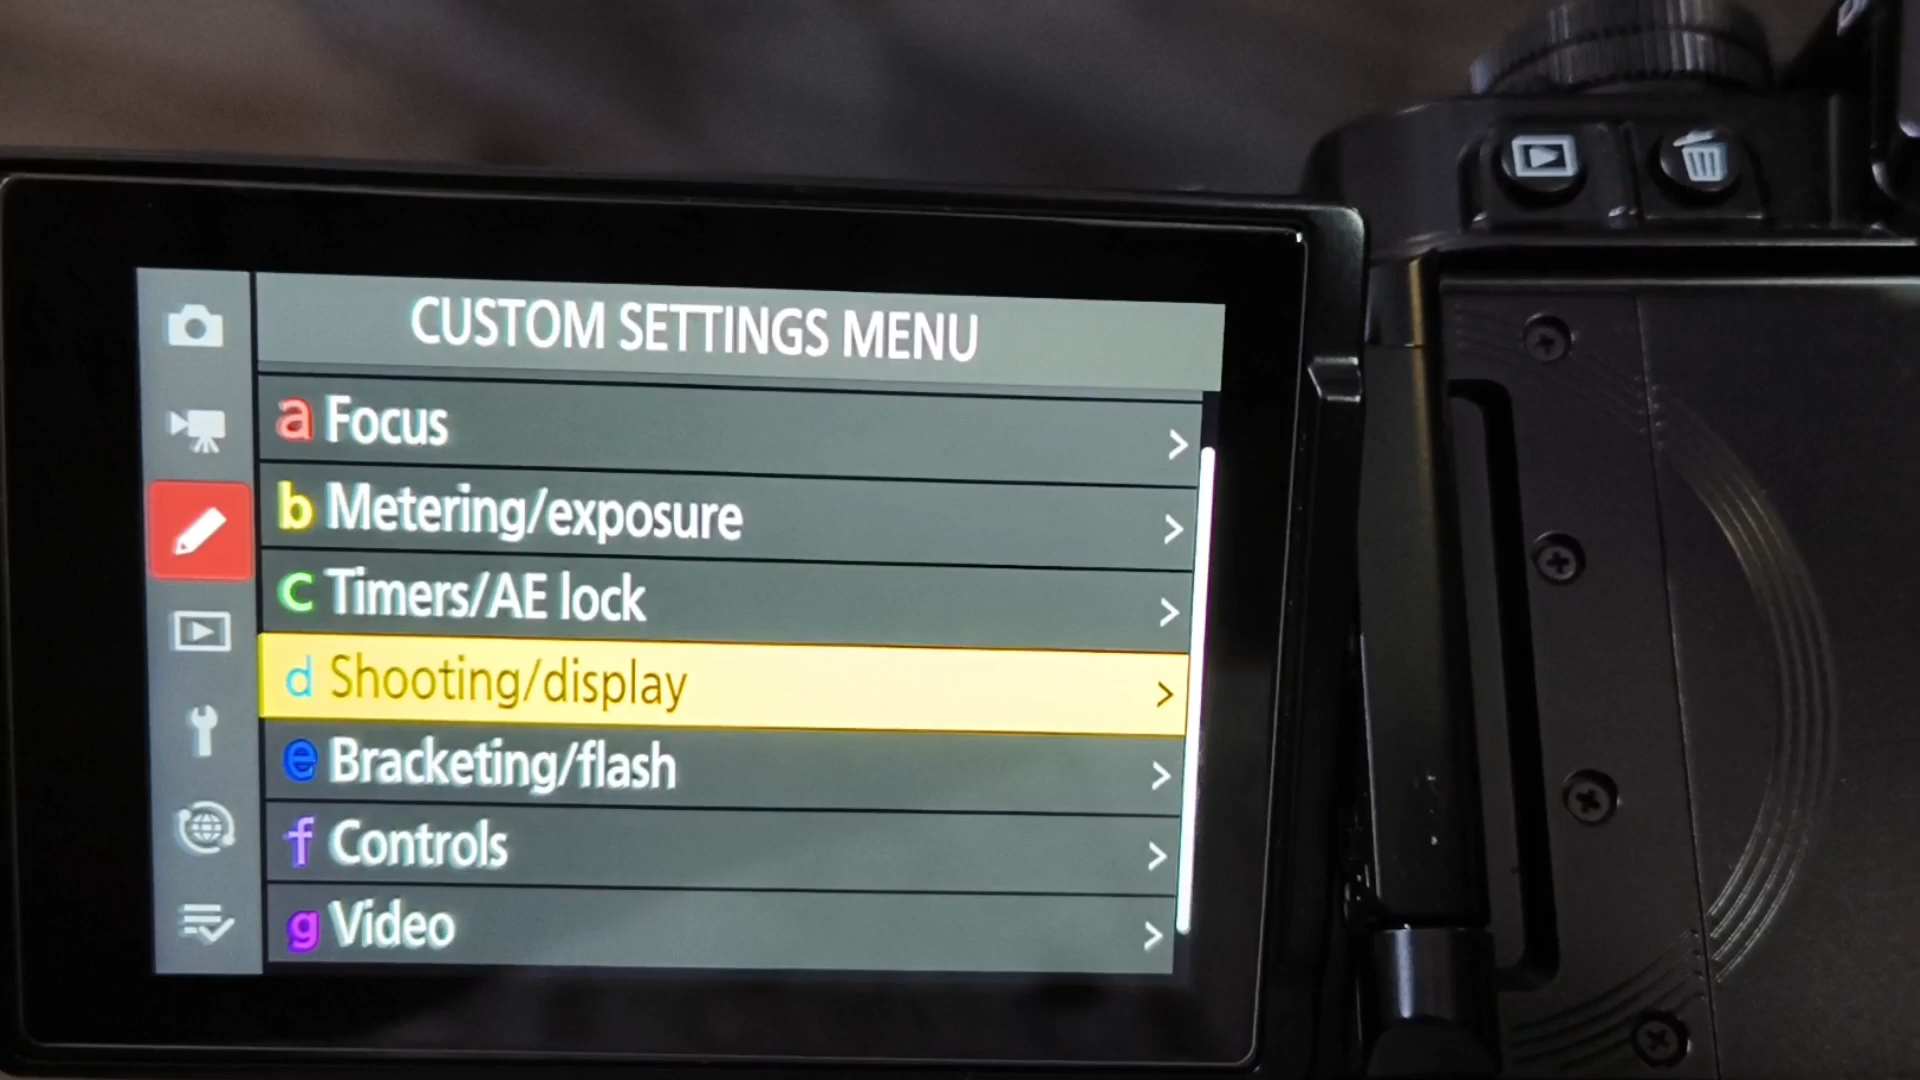 CUSTOM SETTINGS MENU
a Focus
b Metering/exposure
c Timers/AE lock
d Shooting/display
e Bracketing/flash
f Controls
g Video